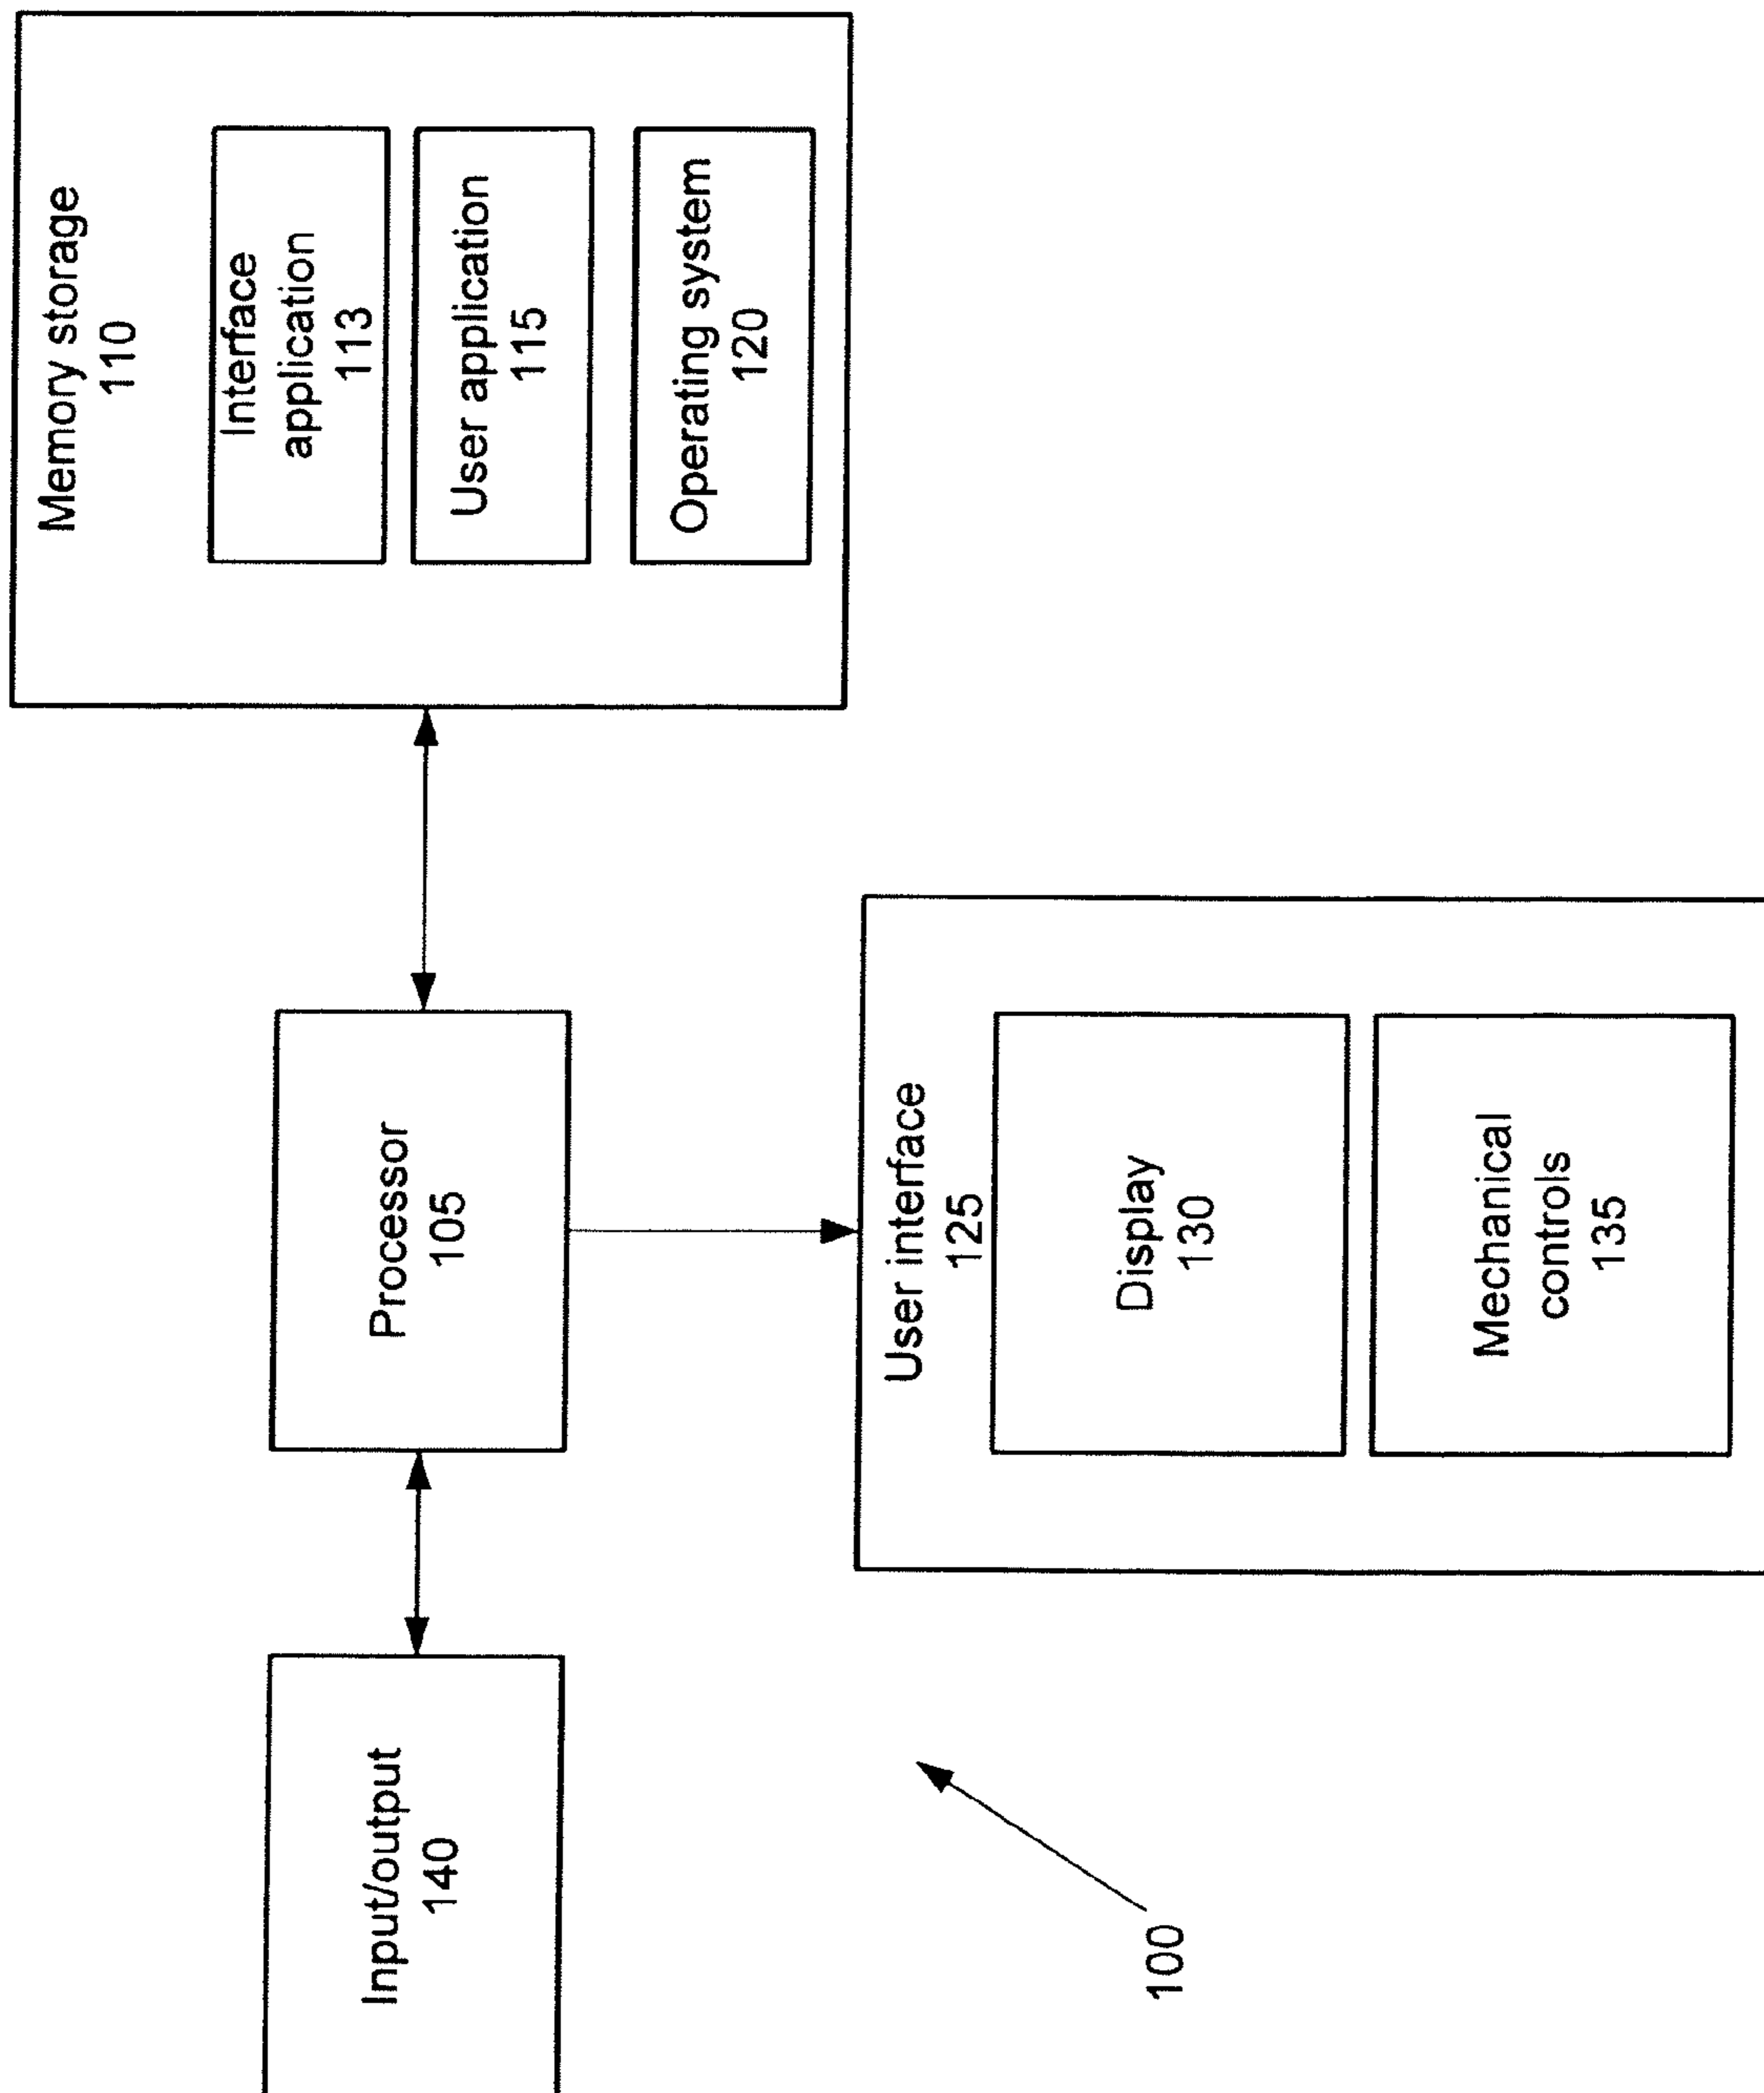 Input/output
140
Processor
105
Memory storage
110
Interface
application
113
User application
115
Operating system
120
User interface
125
Display
130
Mechanical
controls
135
100